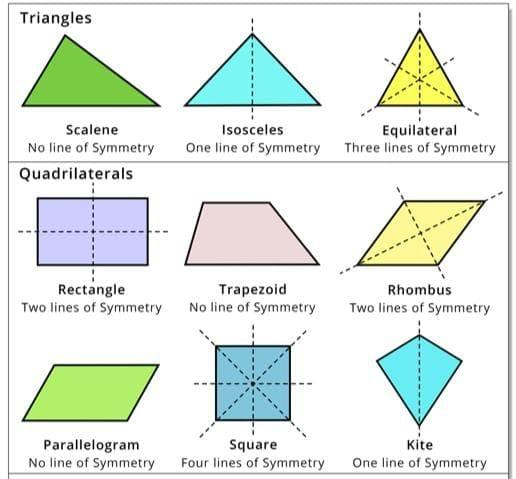 Triangles
Scalene
No line of Symmetry
Isosceles
One line of Symmetry
Equilateral
Three lines of Symmetry
Quadrilaterals
Rectangle
Two lines of Symmetry
Trapezoid
No line of Symmetry
Rhombus
Two lines of Symmetry
Parallelogram
No line of Symmetry
Square
Four lines of Symmetry
Kite
One line of Symmetry